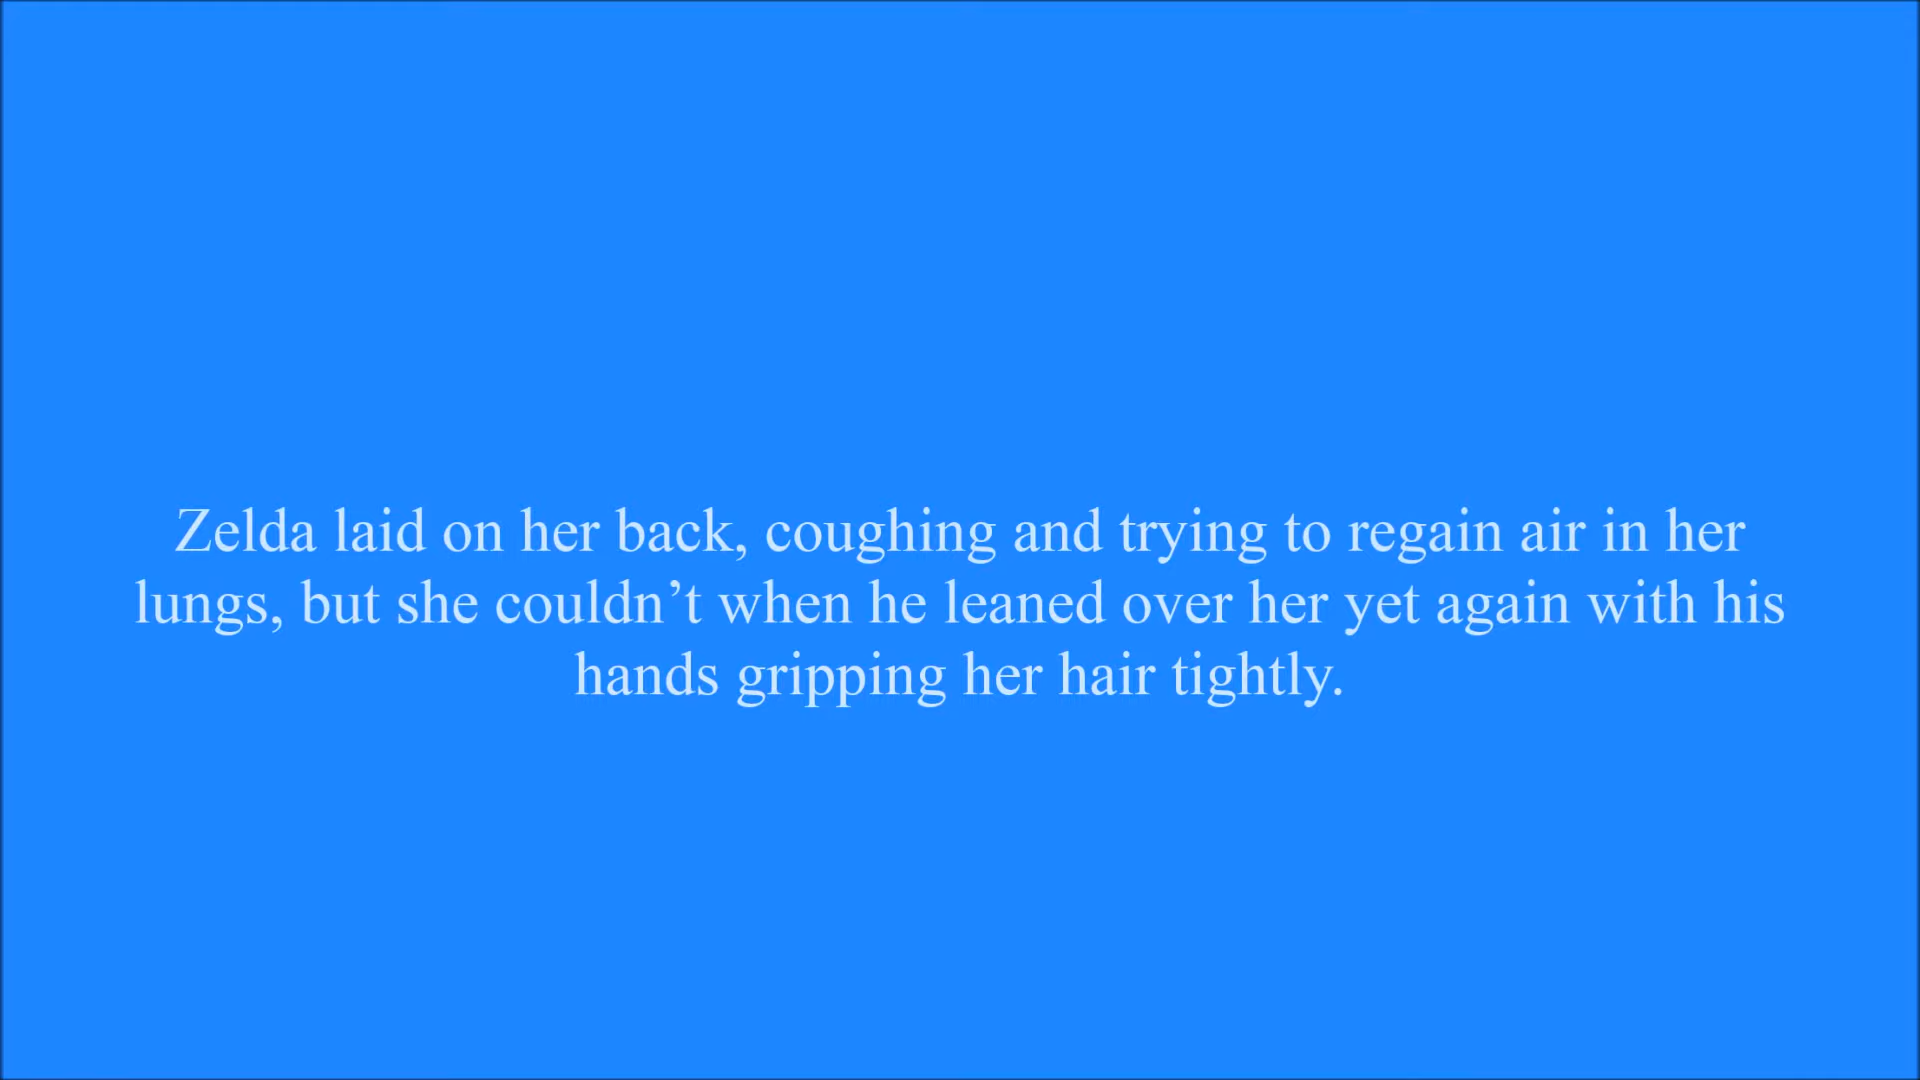 Zelda laid on her back, coughing and trying to regain air in her
lungs, but she couldn’t when he leaned over her yet again with his
hands gripping her hair tightly.